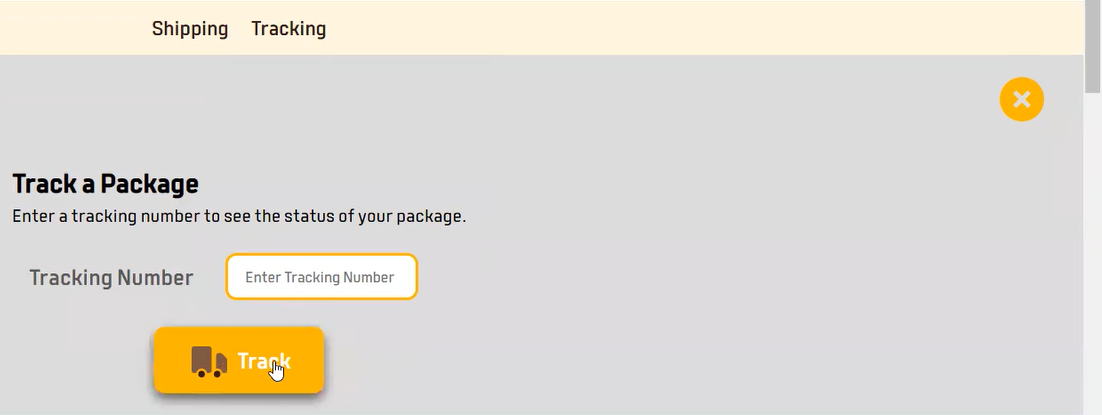 Shipping Tracking
Track a Package
Enter a tracking number to see the status of your package.
Tracking Number Enter Tracking Number
Track